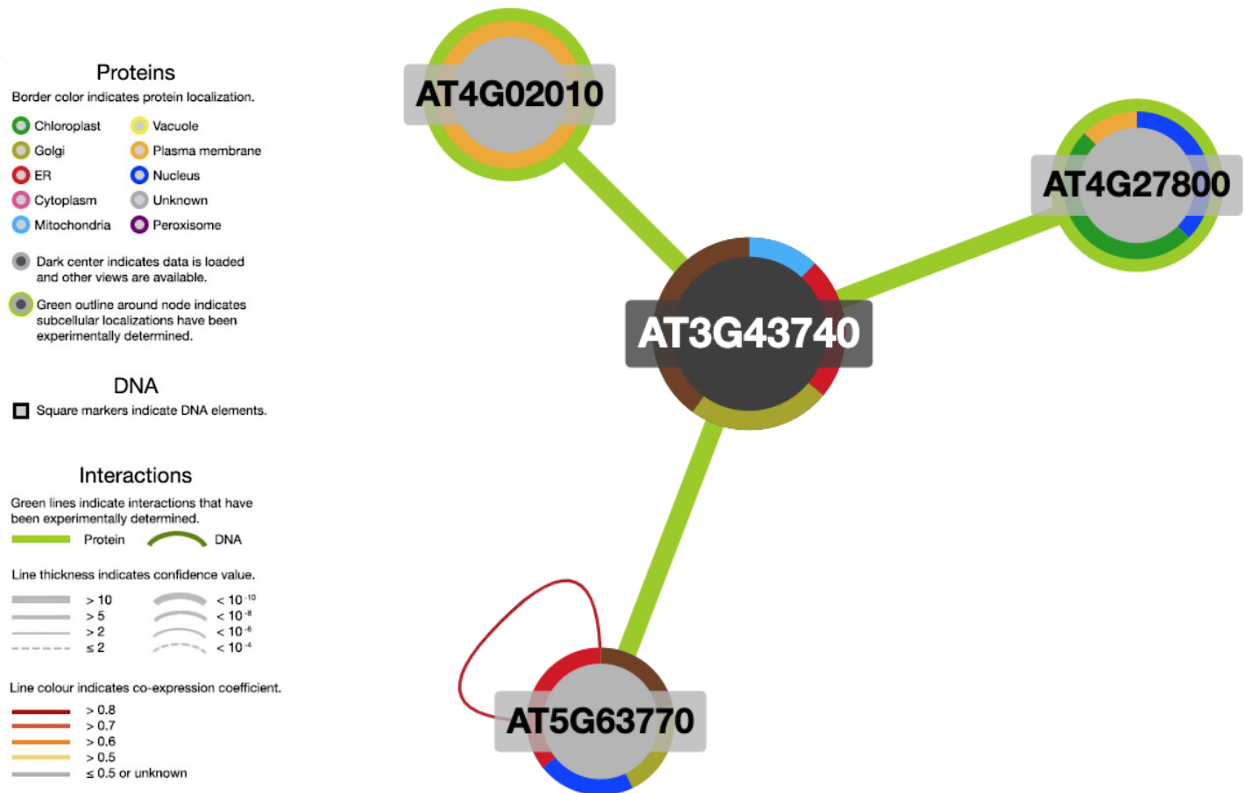 Proteins
Border color indicates protein localization.
Chloroplast
Vacuole
Golgi
Plasma membrane
ER
Nucleus
Cytoplasm
Unknown
Mitochondria
Peroxisome
Dark center indicates data is loaded
and other views are available.
Green outline around node indicates
subcellular localizations have been
experimentally determined.
DNA
Square markers indicate DNA elements.
Interactions
Green lines indicate interactions that have
been experimentally determined.
Protein
DNA
Line thickness indicates confidence value.
> 10
< 10⁻¹⁰
> 5
< 10⁻⁸
> 2
< 10⁻⁶
≤ 2
< 10⁻⁴
Line colour indicates co-expression coefficient.
> 0.8
> 0.7
> 0.6
> 0.5
≤ 0.5 or unknown
AT4G02010
AT4G27800
AT3G43740
AT5G63770